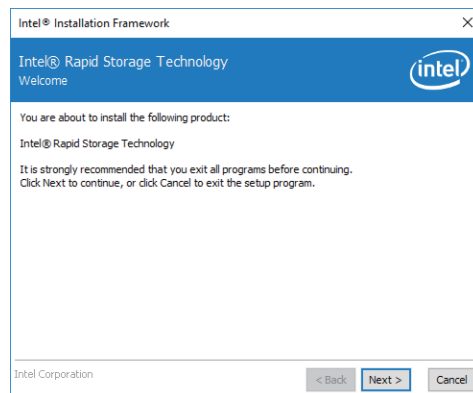 Intel® Installation Framework
Intel® Rapid Storage Technology
Welcome
intel
You are about to install the following product:
Intel® Rapid Storage Technology
It is strongly recommended that you exit all programs before continuing.
Click Next to continue, or click Cancel to exit the setup program.
Intel Corporation
< Back Next > Cancel